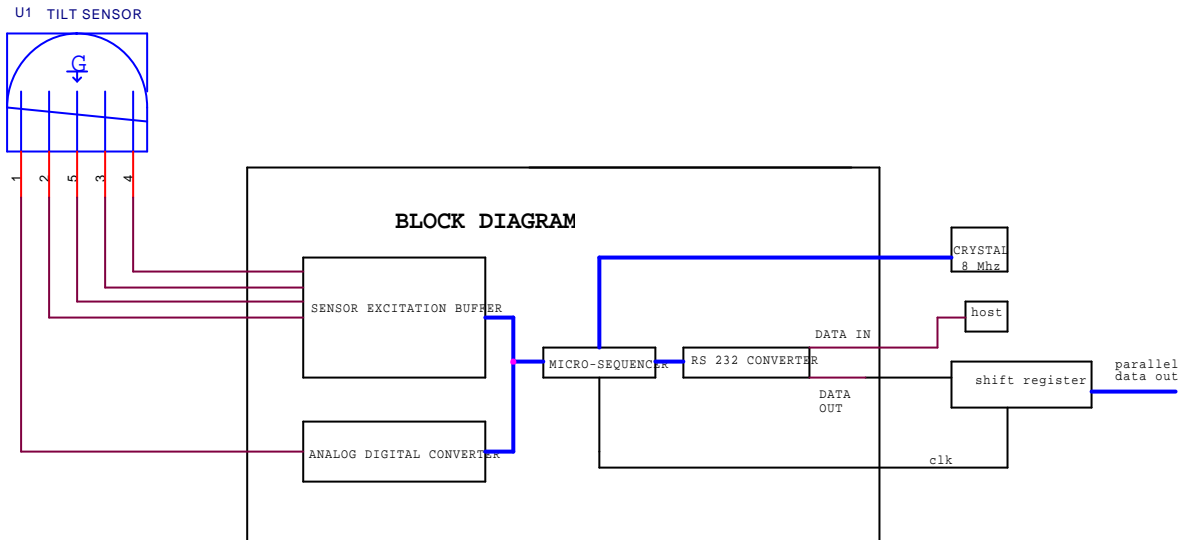 U1 TILT SENSOR
G
1
2
5
3
4
BLOCK DIAGRAM
CRYSTAL
8 Mhz
SENSOR EXCITATION BUFFER
host
DATA IN
MICRO-SEQUENCER
RS 232 CONVERTER
parallel
data out
shift register
DATA
OUT
ANALOG DIGITAL CONVERTER
clk